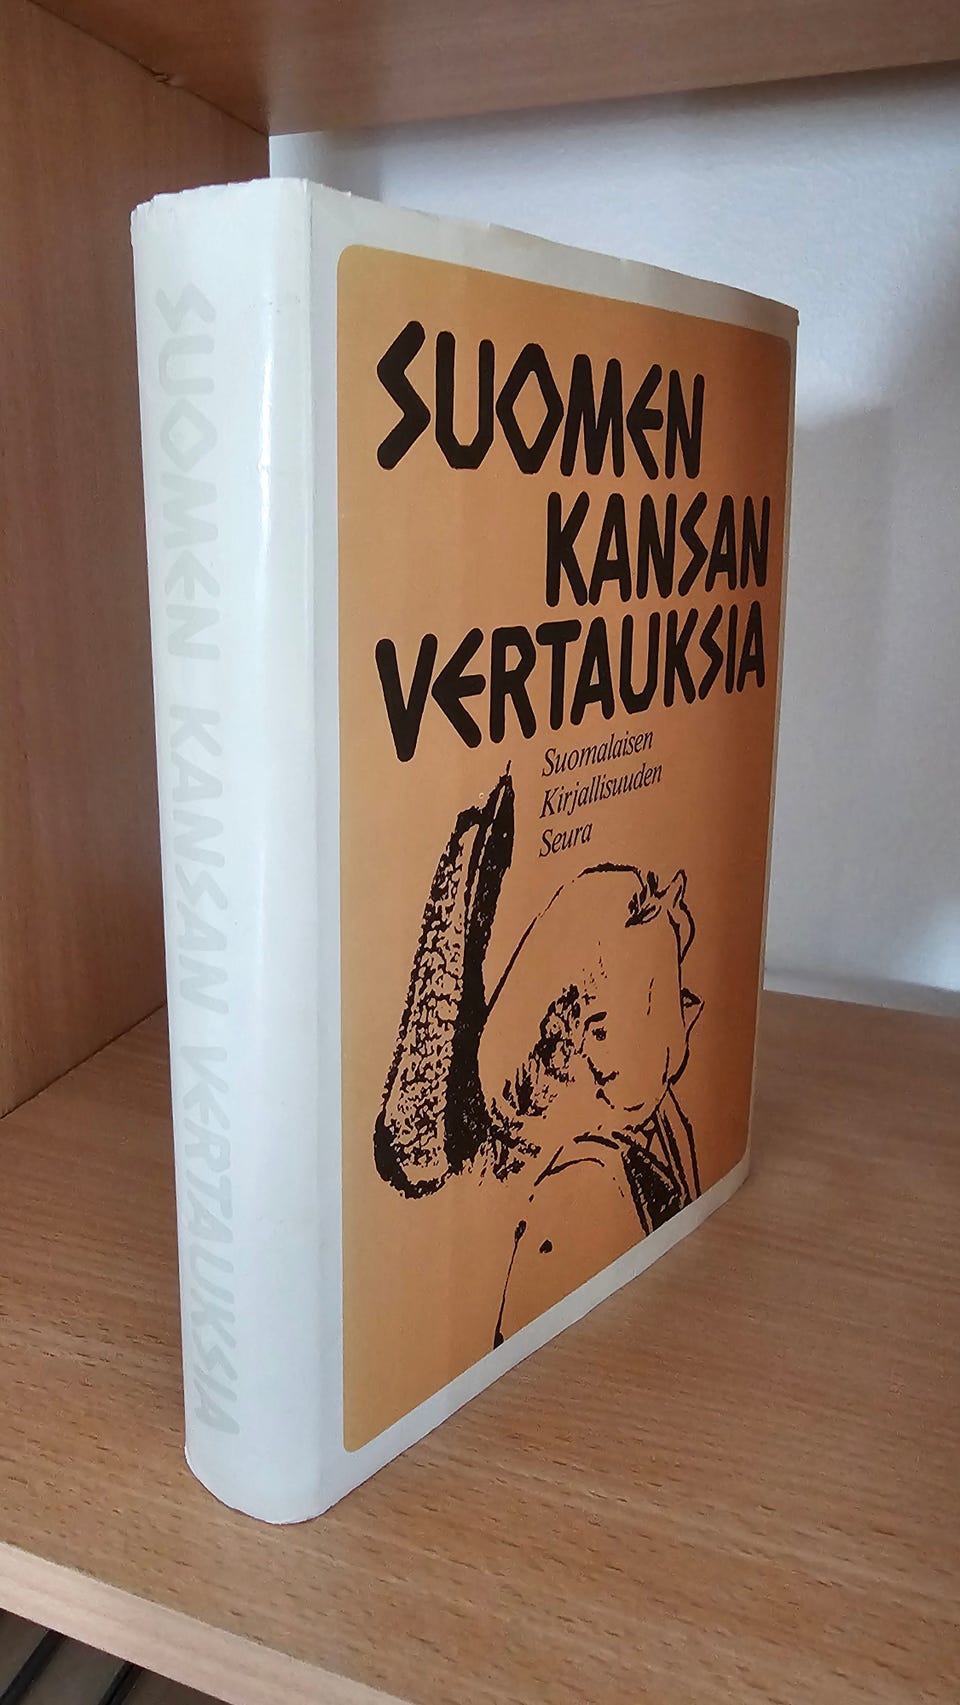 SUOMEN KANSAN VERTAUKSIA
SUOMEN
KANSAN
VERTAUKSIA
Suomalaisen
Kirjallisuuden
Seura